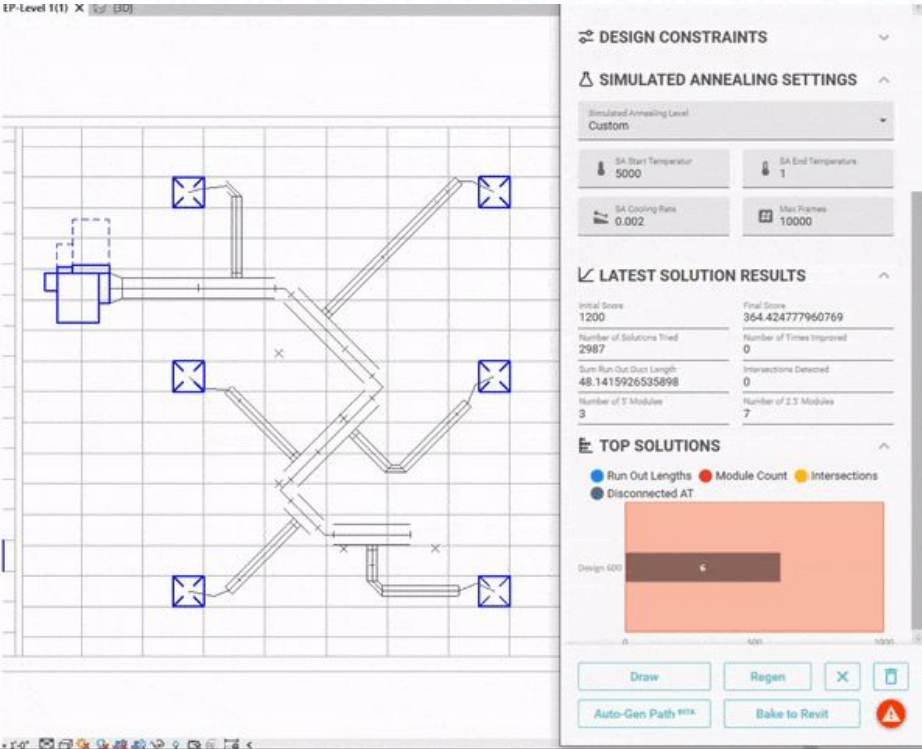 EP-Level 1(1) X {3D}
DESIGN CONSTRAINTS
SIMULATED ANNEALING SETTINGS
Simulated Annealing Level
Custom
SA Start Temperatur
5000
SA End Temperature
1
SA Cooling Rate
0.002
Max Frames
10000
LATEST SOLUTION RESULTS
Initial Score
1200
Final Score
364.424777960769
Number of Solutions Tried
2987
Number of Times Improved
0
Sum Run Out Duct Length
48.1415926535898
Intersections Detected
0
Number of 5' Modules
3
Number of 2.5' Modules
7
TOP SOLUTIONS
Run Out Lengths Module Count Intersections
Disconnected AT
Design 600
6
0 500 1000
Draw
Regen
Auto-Gen Path BETA
Bake to Revit